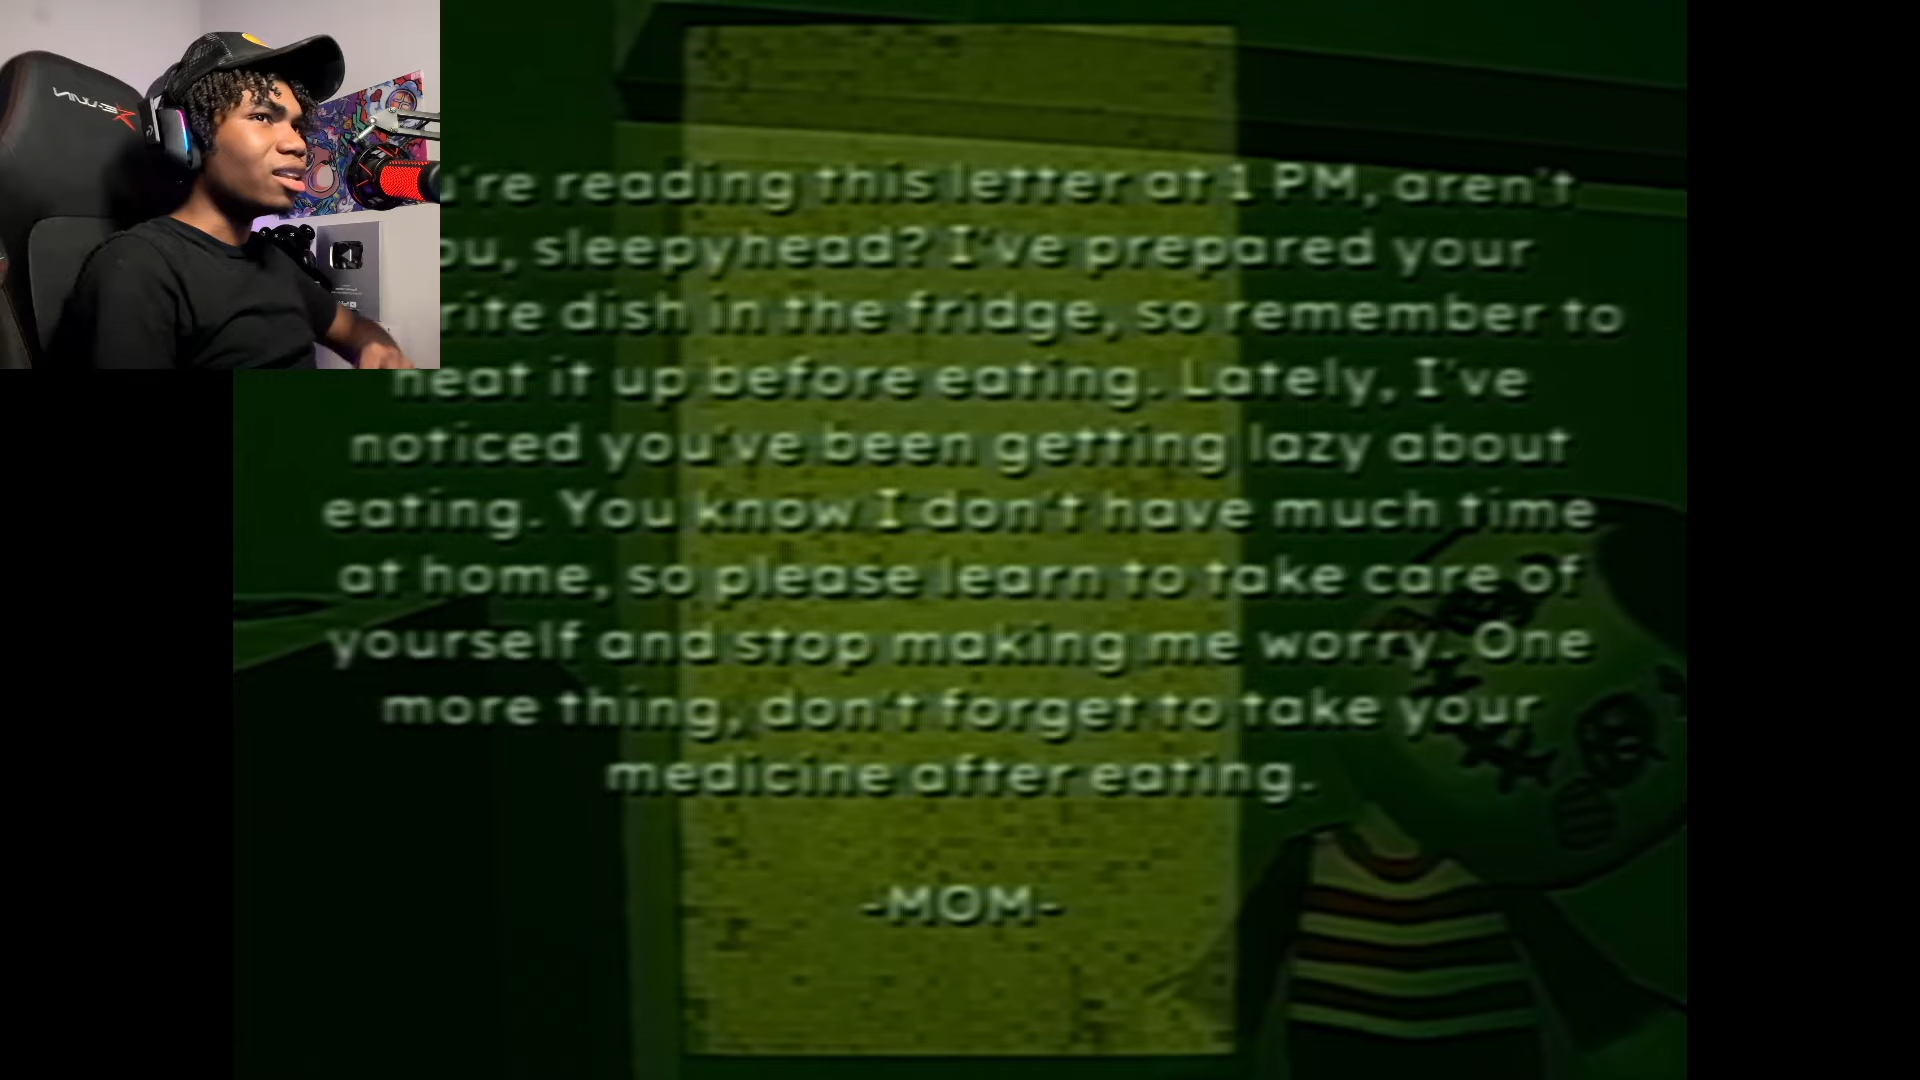 're reading this letter at 1 PM, aren't
ou, sleepyhead? I've prepared your
rite dish in the fridge, so remember to
heat it up before eating. Lately, I've
noticed you've been getting lazy about
eating. You know I don't have much time
at home, so please learn to take care of
yourself and stop making me worry. One
more thing, don't forget to take your
medicine after eating.
-MOM-